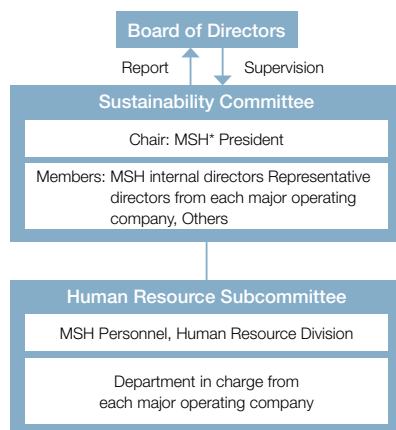 Board of Directors
Report
Supervision
Sustainability Committee
Chair: MSH* President
Members: MSH internal directors Representative
directors from each major operating
company, Others
Human Resource Subcommittee
MSH Personnel, Human Resource Division
Department in charge from
each major operating company